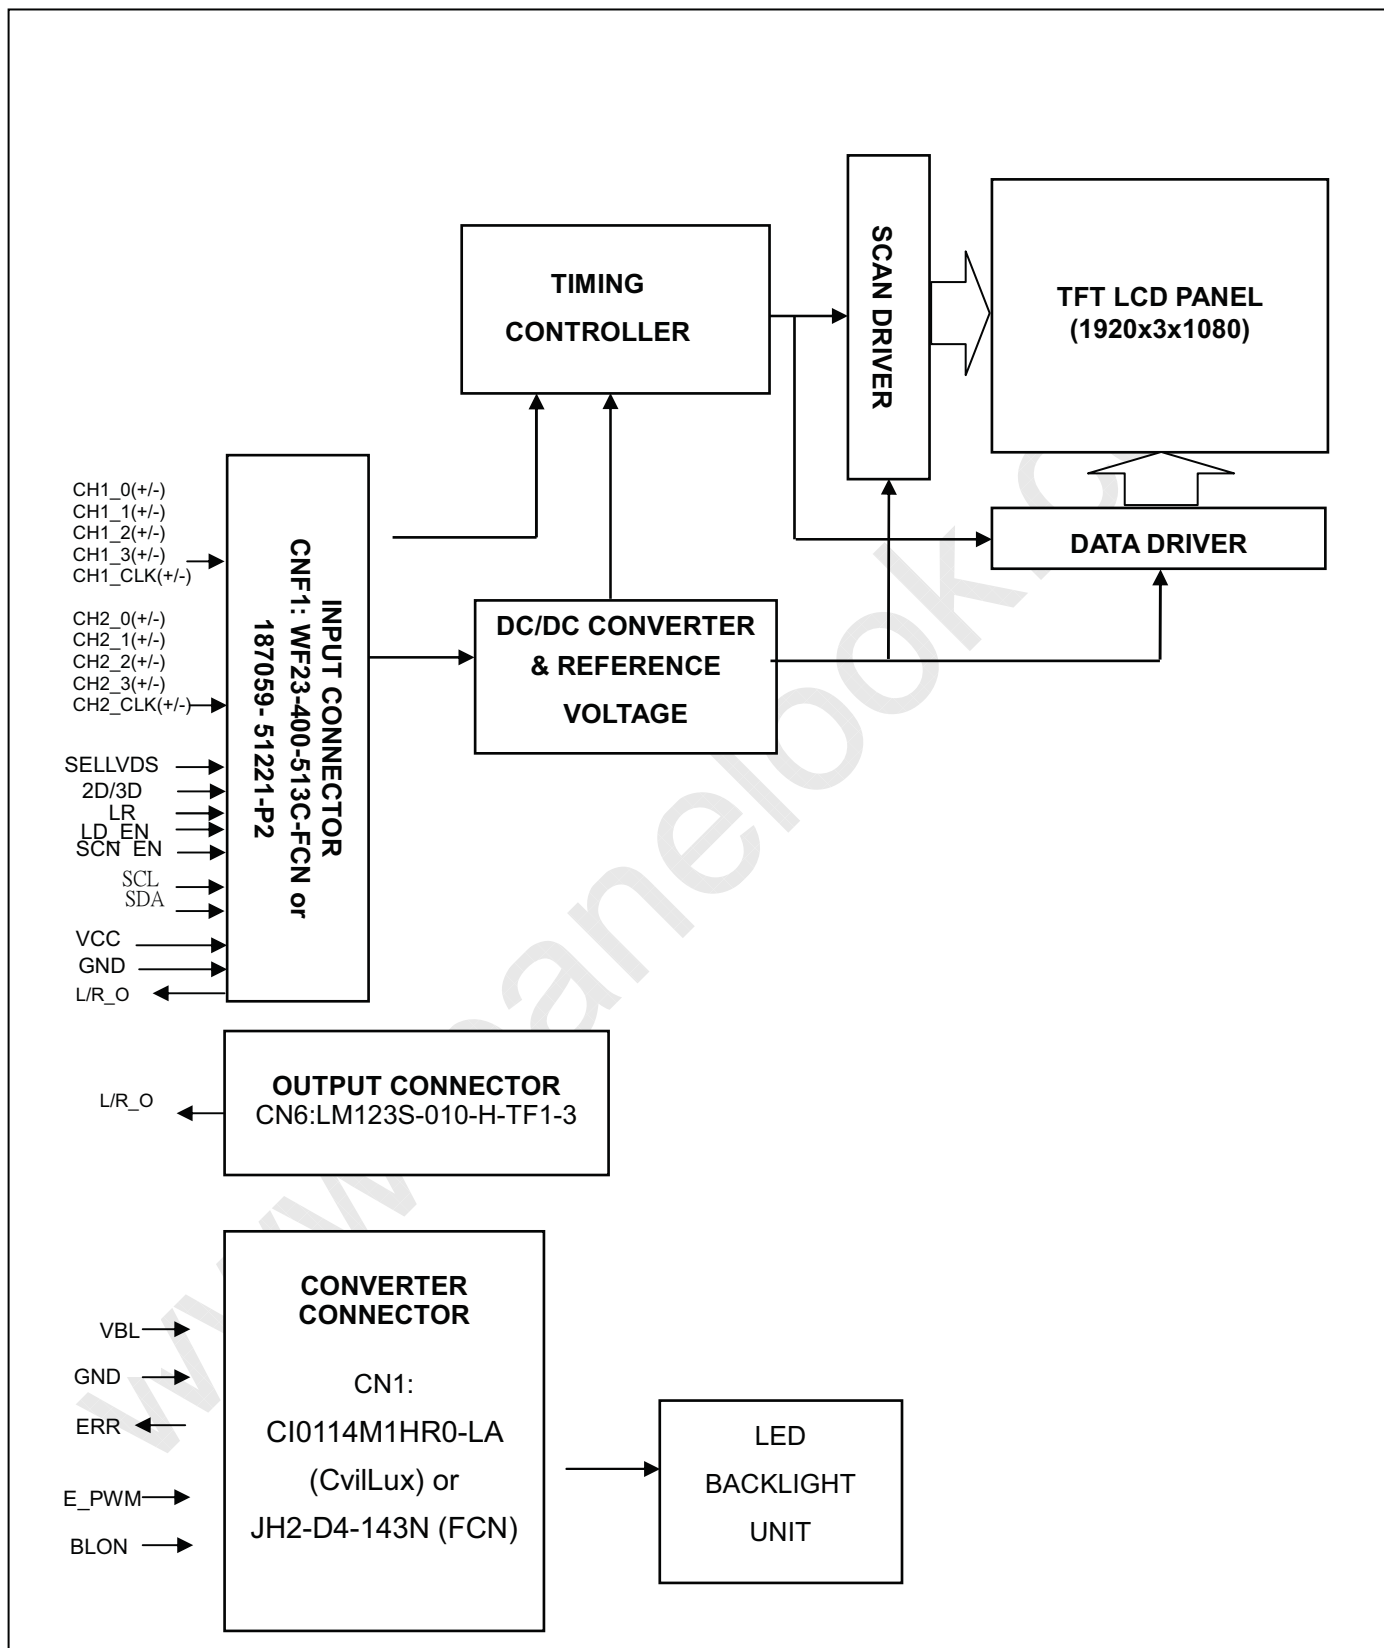 SCAN DRIVER
TIMING
CONTROLLER
TFT LCD PANEL
(1920x3x1080)
CH1_0(+/-)
CH1_1(+/-)
CH1_2(+/-)
CH1_3(+/-)
CH1_CLK(+/-)
CH2_0(+/-)
CH2_1(+/-)
CH2_2(+/-)
CH2_3(+/-)
CH2_CLK(+/-)
SELLVDS
2D/3D
LR
LD_EN
SCN_EN
SCL
SDA
VCC
GND
L/R_O
INPUT CONNECTOR
CNF1: WF23-400-513C-FCN or
187059- 51221-P2
DATA DRIVER
DC/DC CONVERTER
& REFERENCE
VOLTAGE
L/R_O
OUTPUT CONNECTOR
CN6:LM123S-010-H-TF1-3
VBL
GND
ERR
E_PWM
BLON
CONVERTER
CONNECTOR
CN1:
CI0114M1HR0-LA
(CvilLux) or
JH2-D4-143N (FCN)
LED
BACKLIGHT
UNIT